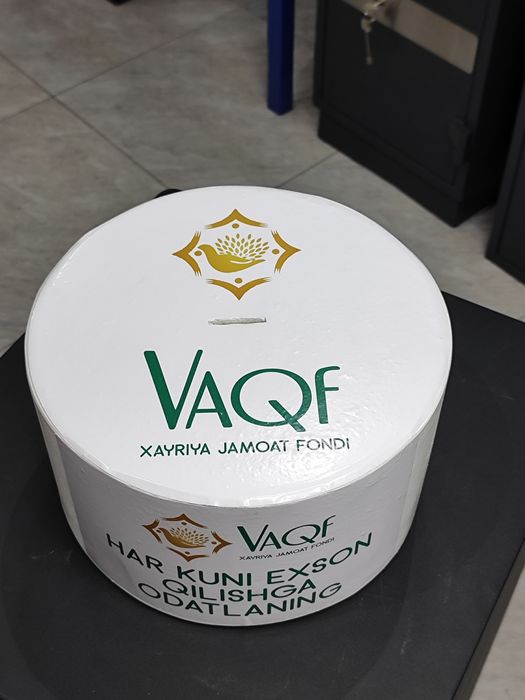 VAQF
XAYRIYA JAMOAT FONDI
VAQF
XAYRIYA JAMOAT FONDI
HAR KUNI EXSON
QILISHGA
ODATLANING